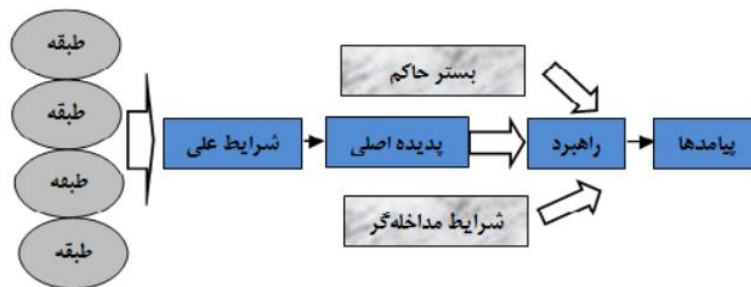 طبقه
طبقه
طبقه
طبقه
بستر حاکم
شرایط علی
پدیده اصلی
راهبرد
پیامدها
شرایط مداخله‌گر